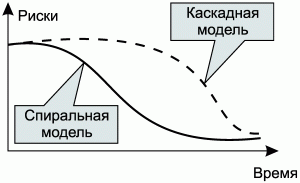 Риски
Каскадная
модель
Спиральная
модель
Время